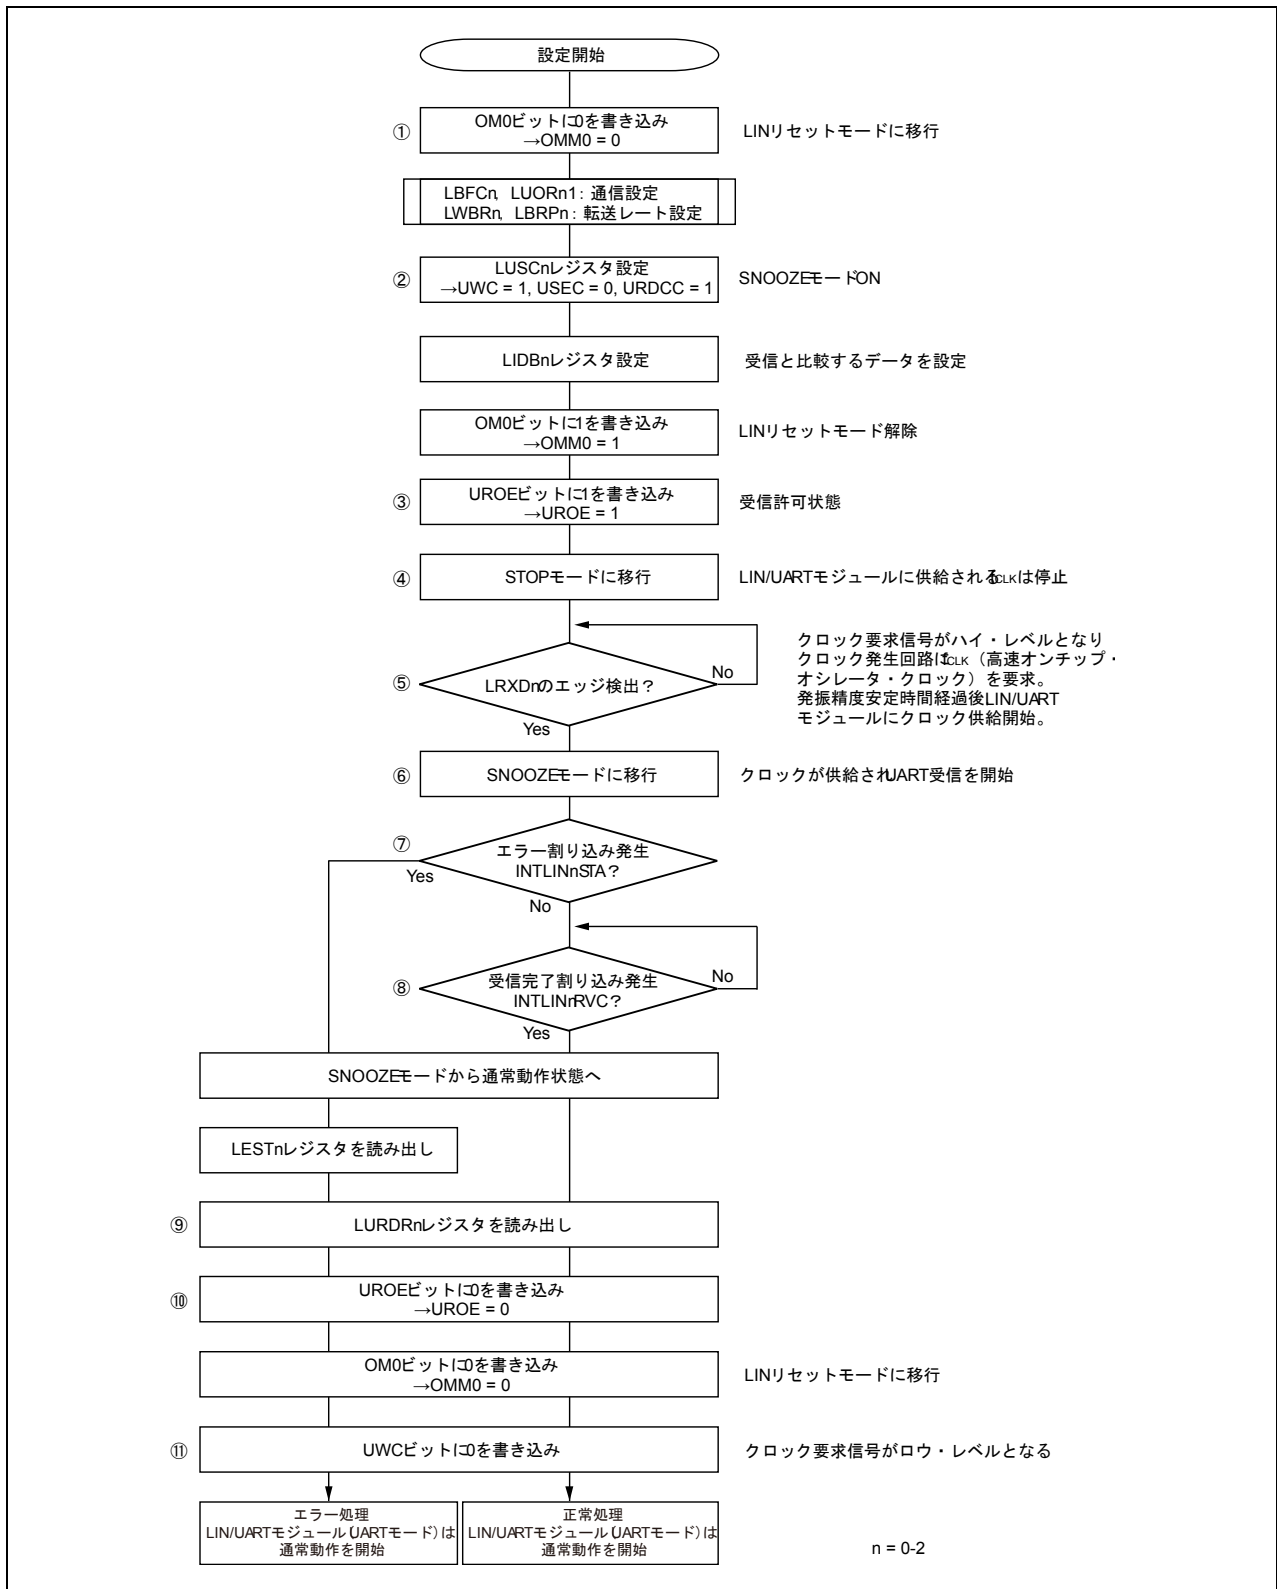 設定開始
① OM0ビットに0を書き込み
→OMM0 = 0
LINリセットモードに移行
LBFCn, LUORn1: 通信設定
LWBRn, LBRPn: 転送レート設定
② LUSCnレジスタ設定
→UWC = 1, USEC = 0, URDCC = 1
SNOOZEモードON
LIDBnレジスタ設定
受信と比較するデータを設定
OM0ビットに1を書き込み
→OMM0 = 1
LINリセットモード解除
③ UROEビットに1を書き込み
→UROE = 1
受信許可状態
④ STOPモードに移行
LIN/UARTモジュールに供給されるfCLKは停止
クロック要求信号がハイ・レベルとなり
クロック発生回路はfCLK（高速オンチップ・
オシレータ・クロック）を要求。
発振精度安定時間経過後LIN/UART
モジュールにクロック供給開始。
⑤ LRXDnのエッジ検出？
No
Yes
⑥ SNOOZEモードに移行
クロックが供給されUART受信を開始
⑦ エラー割り込み発生
INTLINnSTA？
Yes
No
⑧ 受信完了割り込み発生
INTLINnRVC？
No
Yes
SNOOZEモードから通常動作状態へ
LESTnレジスタを読み出し
⑨ LURDRnレジスタを読み出し
⑩ UROEビットに0を書き込み
→UROE = 0
OM0ビットに0を書き込み
→OMM0 = 0
LINリセットモードに移行
⑪ UWCビットに0を書き込み
クロック要求信号がロウ・レベルとなる
エラー処理
LIN/UARTモジュール(UARTモード)は
通常動作を開始
正常処理
LIN/UARTモジュール(UARTモード)は
通常動作を開始
n = 0-2